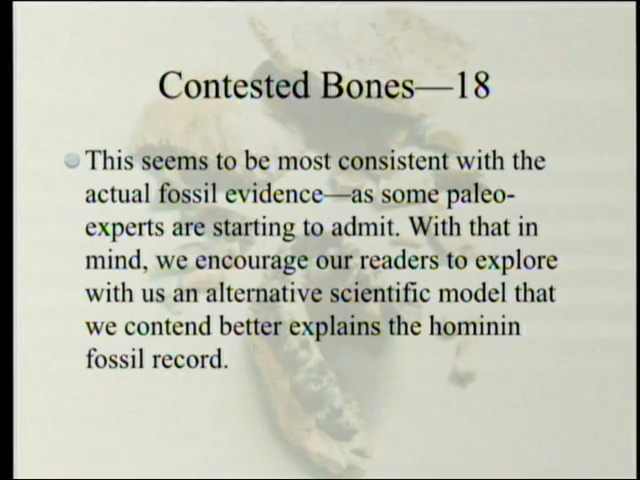 Contested Bones—18
This seems to be most consistent with the
actual fossil evidence—as some paleo-
experts are starting to admit. With that in
mind, we encourage our readers to explore
with us an alternative scientific model that
we contend better explains the hominin
fossil record.